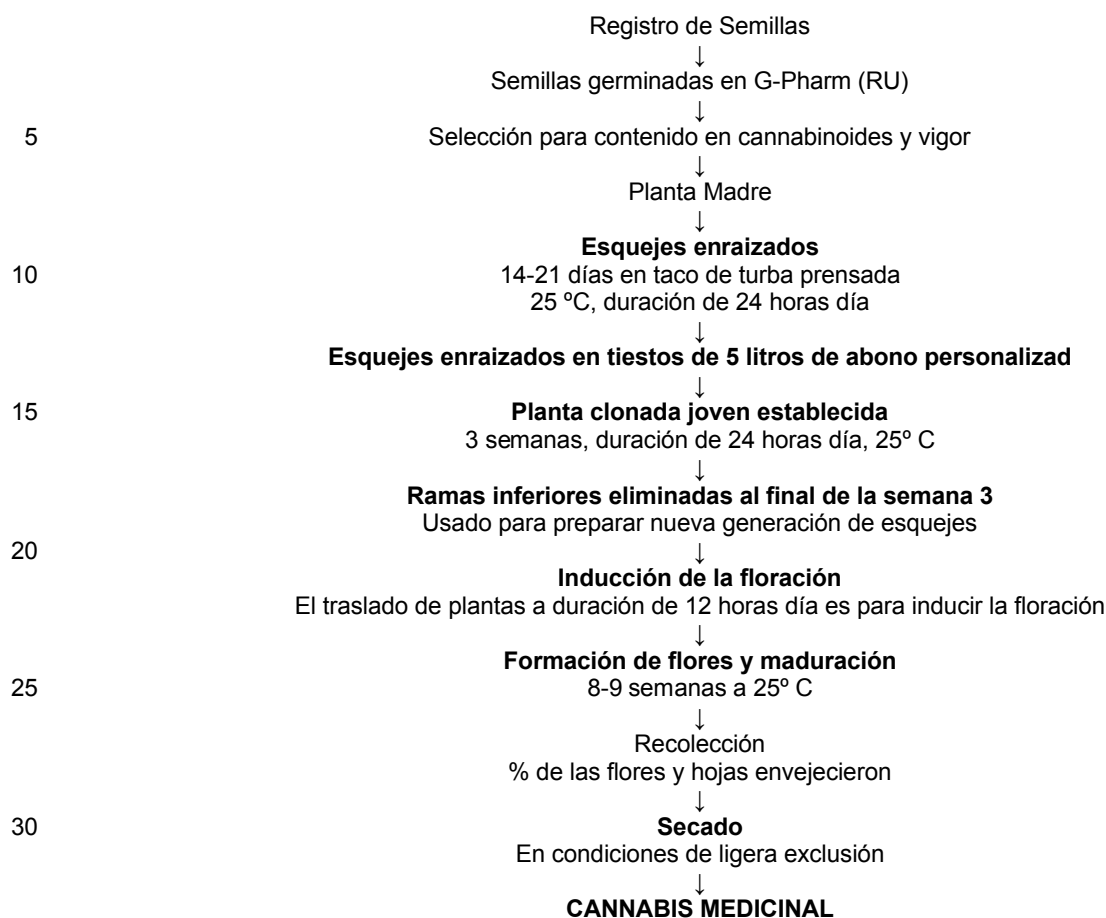 Registro de Semillas
↓
Semillas germinadas en G-Pharm (RU)
↓
5 Selección para contenido en cannabinoides y vigor
↓
Planta Madre
↓
Esquejes enraizados
10 14-21 días en taco de turba prensada
25 ºC, duración de 24 horas día
↓
Esquejes enraizados en tiestos de 5 litros de abono personalizad
↓
15 Planta clonada joven establecida
3 semanas, duración de 24 horas día, 25º C
↓
Ramas inferiores eliminadas al final de la semana 3
Usado para preparar nueva generación de esquejes
20 ↓
Inducción de la floración
El traslado de plantas a duración de 12 horas día es para inducir la floración
↓
Formación de flores y maduración
25 8-9 semanas a 25º C
↓
Recolección
% de las flores y hojas envejecieron
↓
30 Secado
En condiciones de ligera exclusión
↓
CANNABIS MEDICINAL